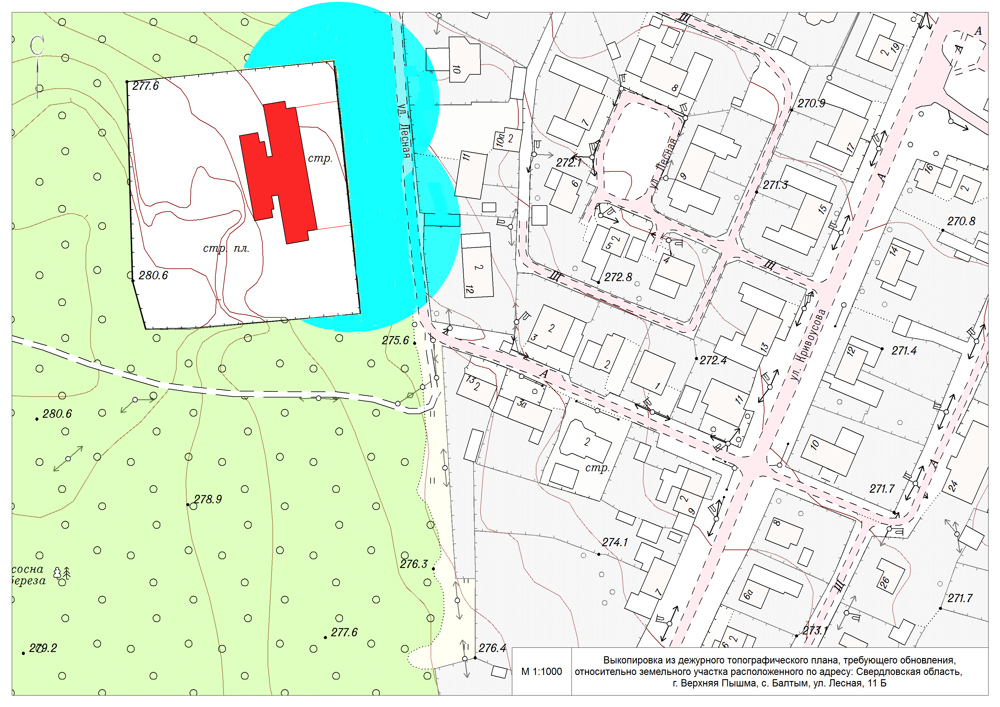 С
10
2 19
А
А
277.6
8
270.9
ул. Лесная
7
10а 2
17
стр.
11
272.1
ул. Лесная
9
6
А
16
2
271.3
15
270.8
стр. пл.
5 2
4
14
280.6
2
12
Щ
272.8
Щ
Щ
275.6
2
3
2
13
ул. Кривоусова
12
271.4
272.4
А
1
13 2
3а
11
280.6
2
10
стр.
А
278.9
2
9
271.7
24
8
274.1
276.3
сосна
береза
7
6а
Щ
26
271.7
277.6
273.1
6 2
279.2
276.4
М 1:1000
Выкопировка из дежурного топографического плана, требующего обновления,
относительно земельного участка расположенного по адресу: Свердловская область,
г. Верхняя Пышма, с. Балтым, ул. Лесная, 11 Б